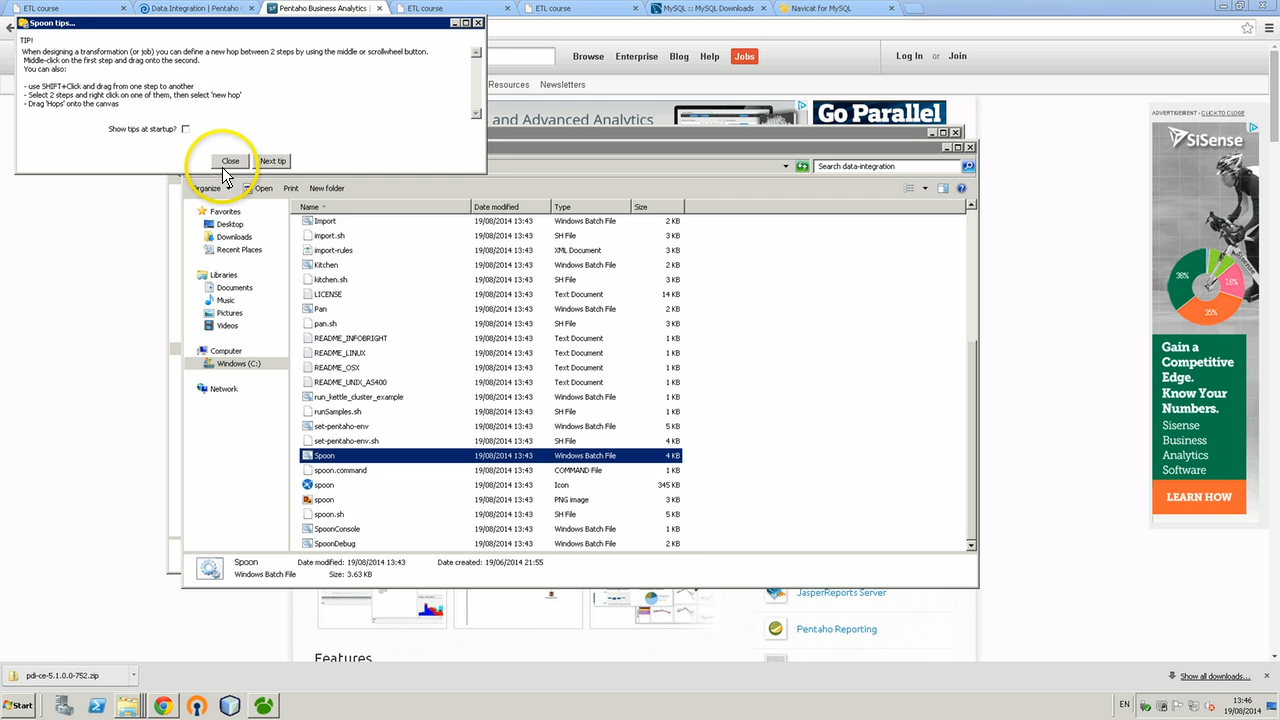 ETL course
Data Integration | Pentaho C
Pentaho Business Analytics
ETL course
ETL course
MySQL :: MySQL Downloads
Navicat for MySQL
Spoon tips...
TIP!
When designing a transformation (or job) you can define a new hop between 2 steps by using the middle or scrollwheel button.
Middle-click on the first step and drag onto the second.
You can also:
- use SHIFT+Click and drag from one step to another
- Select 2 steps and right click on one of them, then select 'new hop'
- Drag 'Hops' onto the canvas
Show tips at startup?
Close
Next tip
Browse
Enterprise
Blog
Help
Jobs
Log In or Join
Resources
Newsletters
and Advanced Analytics
Go Parallel
ADVERTISEMENT - CLICK TO CLOSE
Search data-integration
Organize
Open
Print
New folder
Favorites
Desktop
Downloads
Recent Places
Libraries
Documents
Music
Pictures
Videos
Computer
Windows (C:)
Network
Name Date modified Type Size
Import 19/08/2014 13:43 Windows Batch File 2 KB
import.sh 19/08/2014 13:43 SH File 3 KB
import-rules 19/08/2014 13:43 XML Document 3 KB
Kitchen 19/08/2014 13:43 Windows Batch File 2 KB
kitchen.sh 19/08/2014 13:43 SH File 3 KB
LICENSE 19/08/2014 13:43 Text Document 14 KB
Pan 19/08/2014 13:43 Windows Batch File 2 KB
pan.sh 19/08/2014 13:43 SH File 3 KB
README_INFOBRIGHT 19/08/2014 13:43 Text Document 2 KB
README_LINUX 19/08/2014 13:43 Text Document 2 KB
README_OSX 19/08/2014 13:43 Text Document 2 KB
README_UNIX_AS400 19/08/2014 13:43 Text Document 2 KB
run_kettle_cluster_example 19/08/2014 13:43 Windows Batch File 1 KB
runSamples.sh 19/08/2014 13:43 SH File 3 KB
set-pentaho-env 19/08/2014 13:43 Windows Batch File 5 KB
set-pentaho-env.sh 19/08/2014 13:43 SH File 4 KB
Spoon 19/08/2014 13:43 Windows Batch File 4 KB
spoon.command 19/08/2014 13:43 COMMAND File 1 KB
spoon 19/08/2014 13:43 Icon 345 KB
spoon 19/08/2014 13:43 PNG image 3 KB
spoon.sh 19/08/2014 13:43 SH File 5 KB
SpoonConsole 19/08/2014 13:43 Windows Batch File 1 KB
SpoonDebug 19/08/2014 13:43 Windows Batch File 2 KB
Spoon Date modified: 19/08/2014 13:43 Date created: 19/06/2014 21:55
Windows Batch File Size: 3.63 KB
SiSense
36%
16%
35%
Gain a
Competitive
Edge.
Know Your
Numbers.
Sisense
Business
Analytics
Software
LEARN HOW
JasperReports Server
Pentaho Reporting
Features
pdi-ce-5.1.0.0-752.zip
Show all downloads...
Start
EN
13:46
19/08/2014